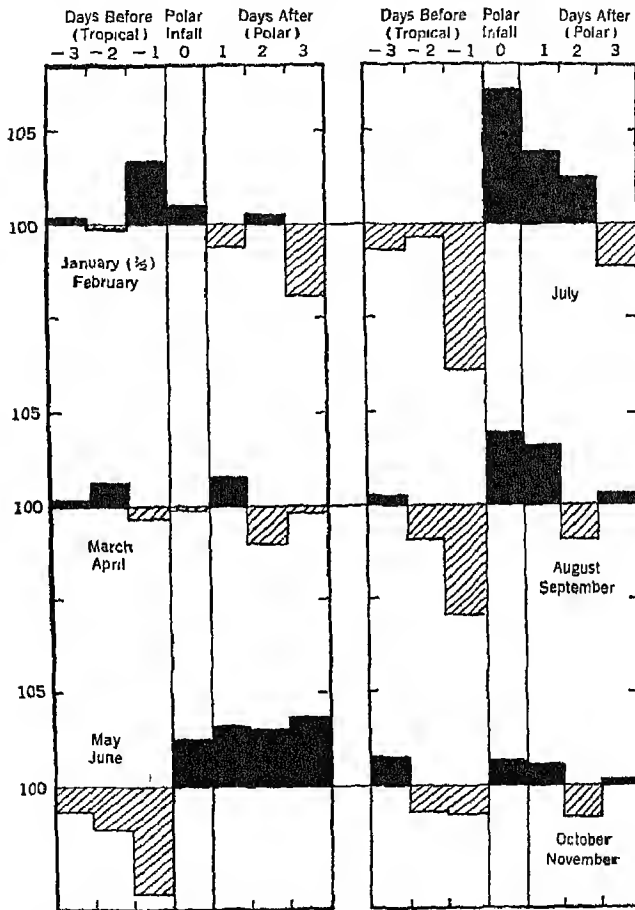 Days Before Polar Days After
(Tropical) Infall (Polar)
-3 -2 -1 0 1 2 3
Days Before Polar Days After
(Tropical) Infall (Polar)
-3 -2 -1 0 1 2 3
105
100
January (½)
February
July
105
100
March
April
August
September
105
May
June
100
October
November